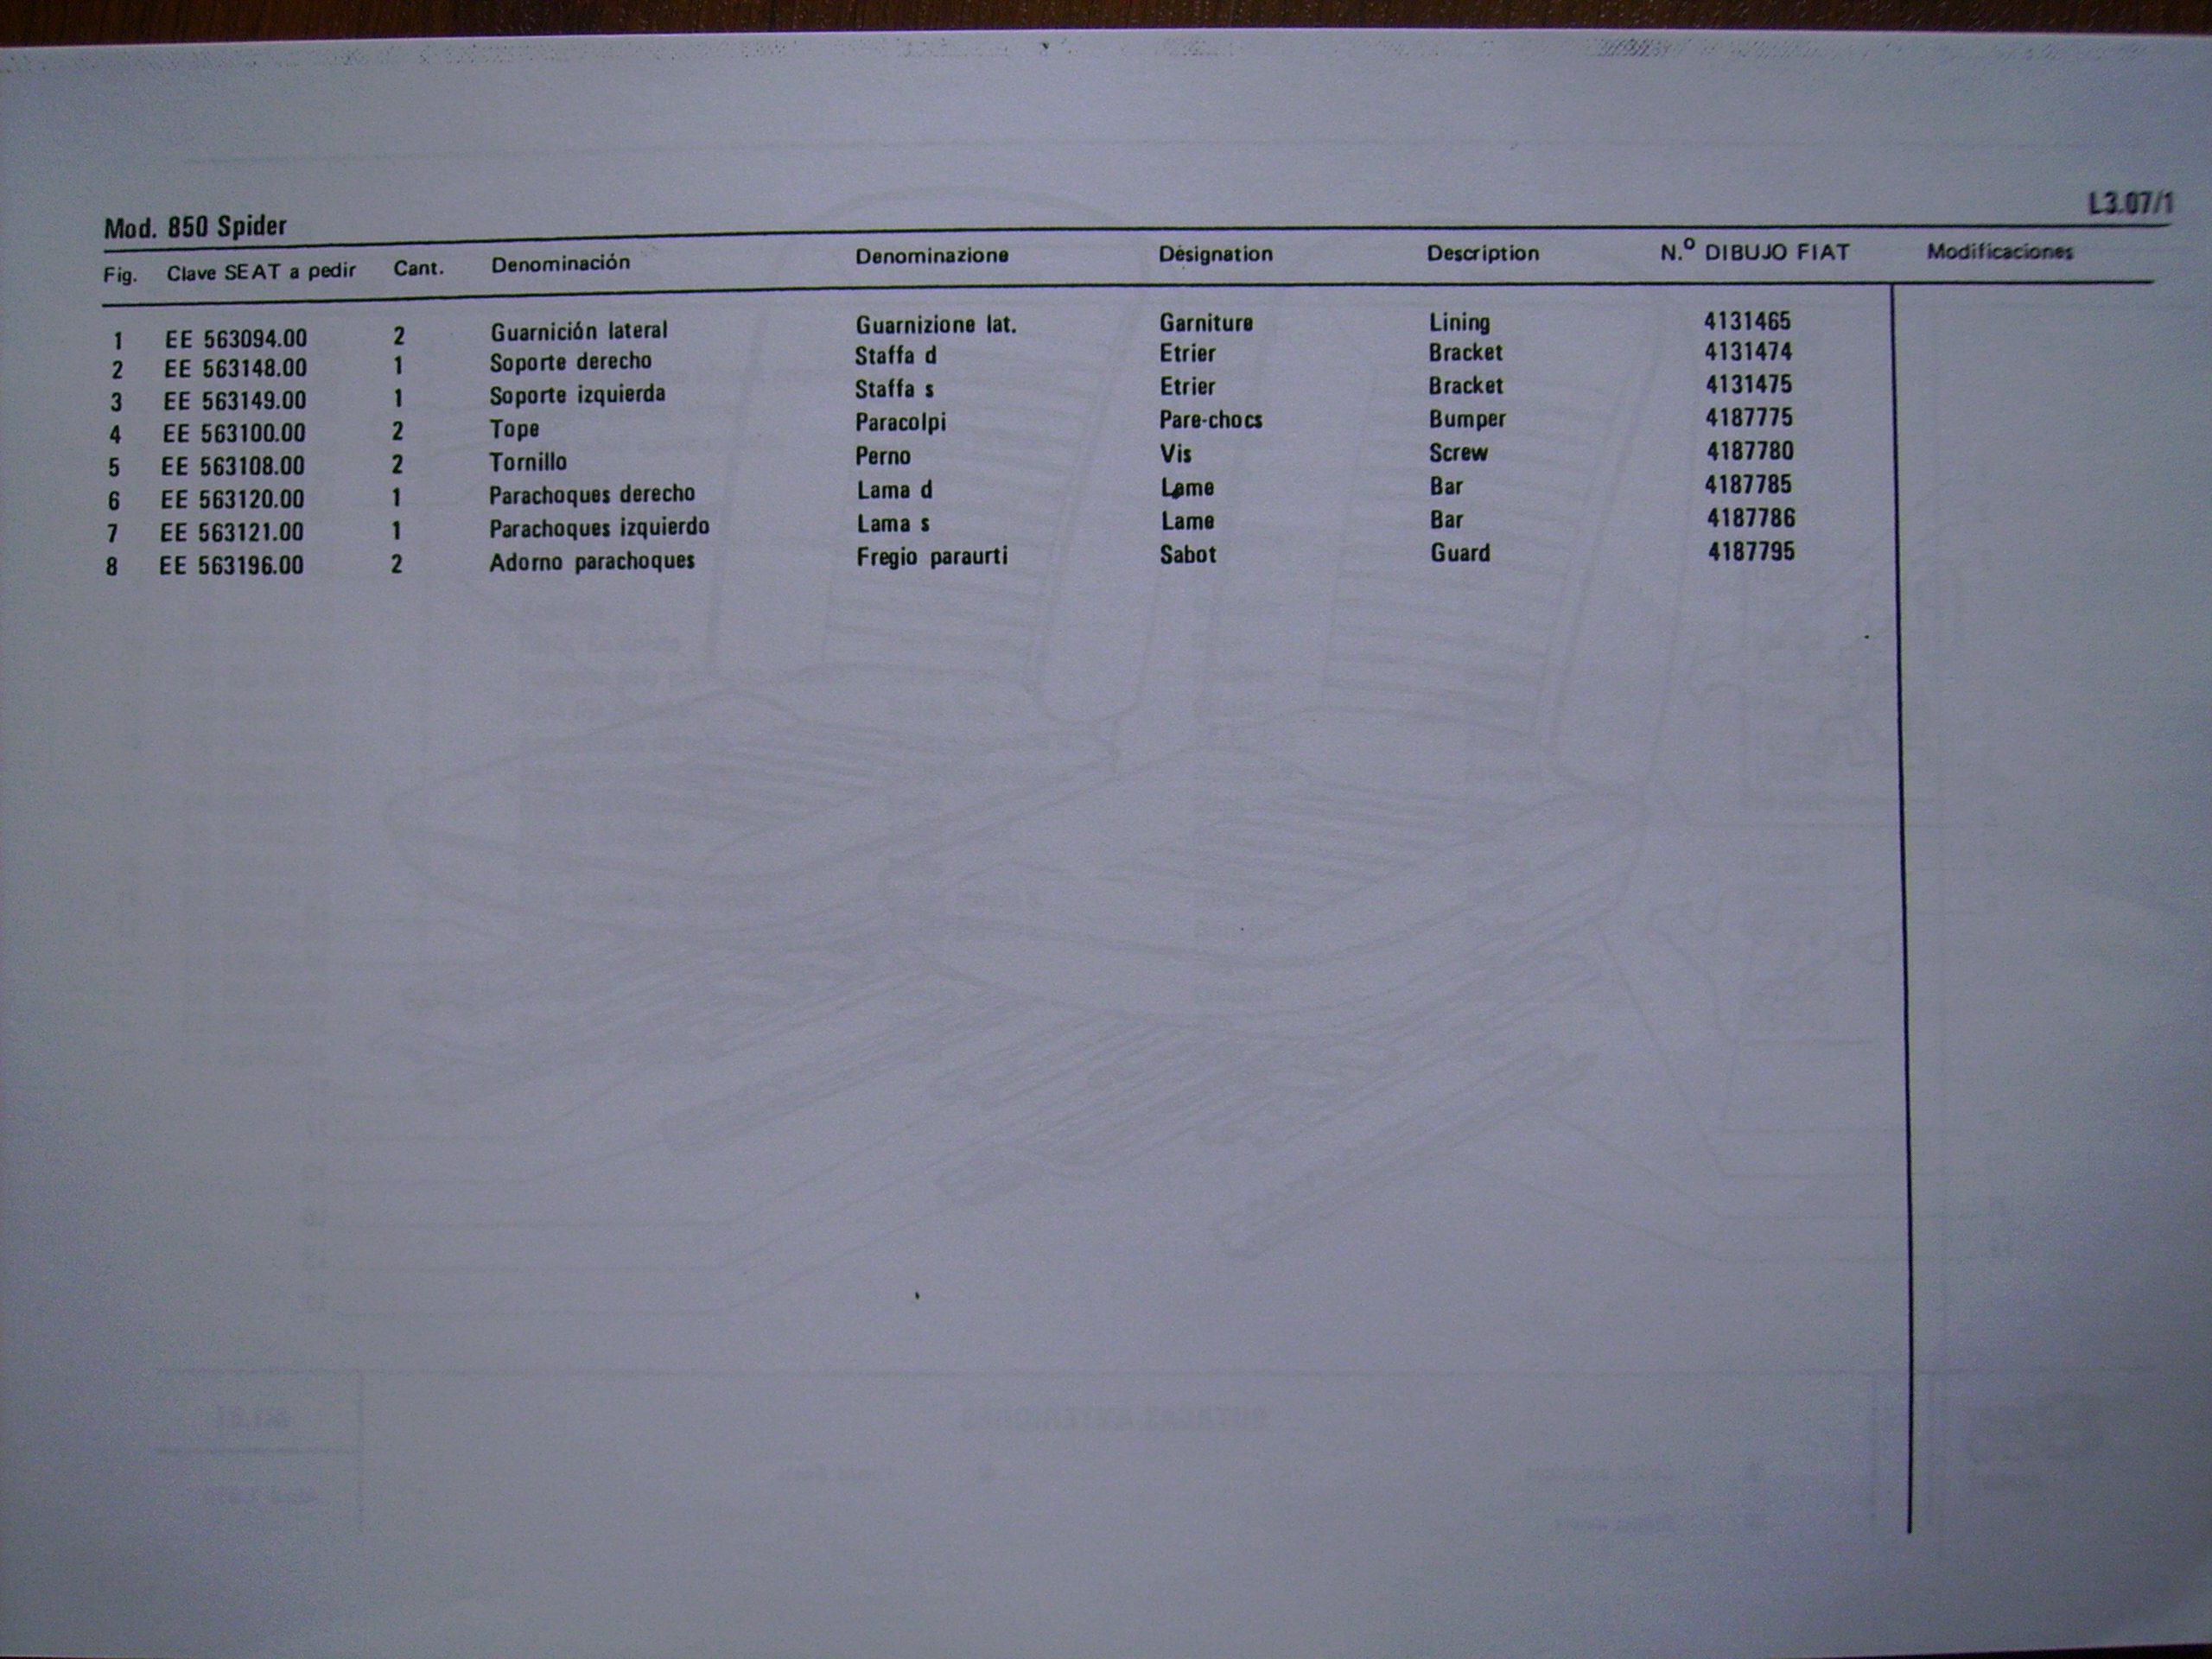 L3.07/1
Mod. 850 Spider
Fig. Clave SEAT a pedir Cant. Denominación Denominazione Désignation Description N.º DIBUJO FIAT Modificaciones
1 EE 563094.00 2 Guarnición lateral Guarnizione lat. Garniture Lining 4131465
2 EE 563148.00 1 Soporte derecho Staffa d Etrier Bracket 4131474
3 EE 563149.00 1 Soporte izquierda Staffa s Etrier Bracket 4131475
4 EE 563100.00 2 Tope Paracolpi Pare-chocs Bumper 4187775
5 EE 563108.00 2 Tornillo Perno Vis Screw 4187780
6 EE 563120.00 1 Parachoques derecho Lama d Lame Bar 4187785
7 EE 563121.00 1 Parachoques izquierdo Lama s Lame Bar 4187786
8 EE 563196.00 2 Adorno parachoques Fregio paraurti Sabot Guard 4187795
BUTACAS ANTERIORES